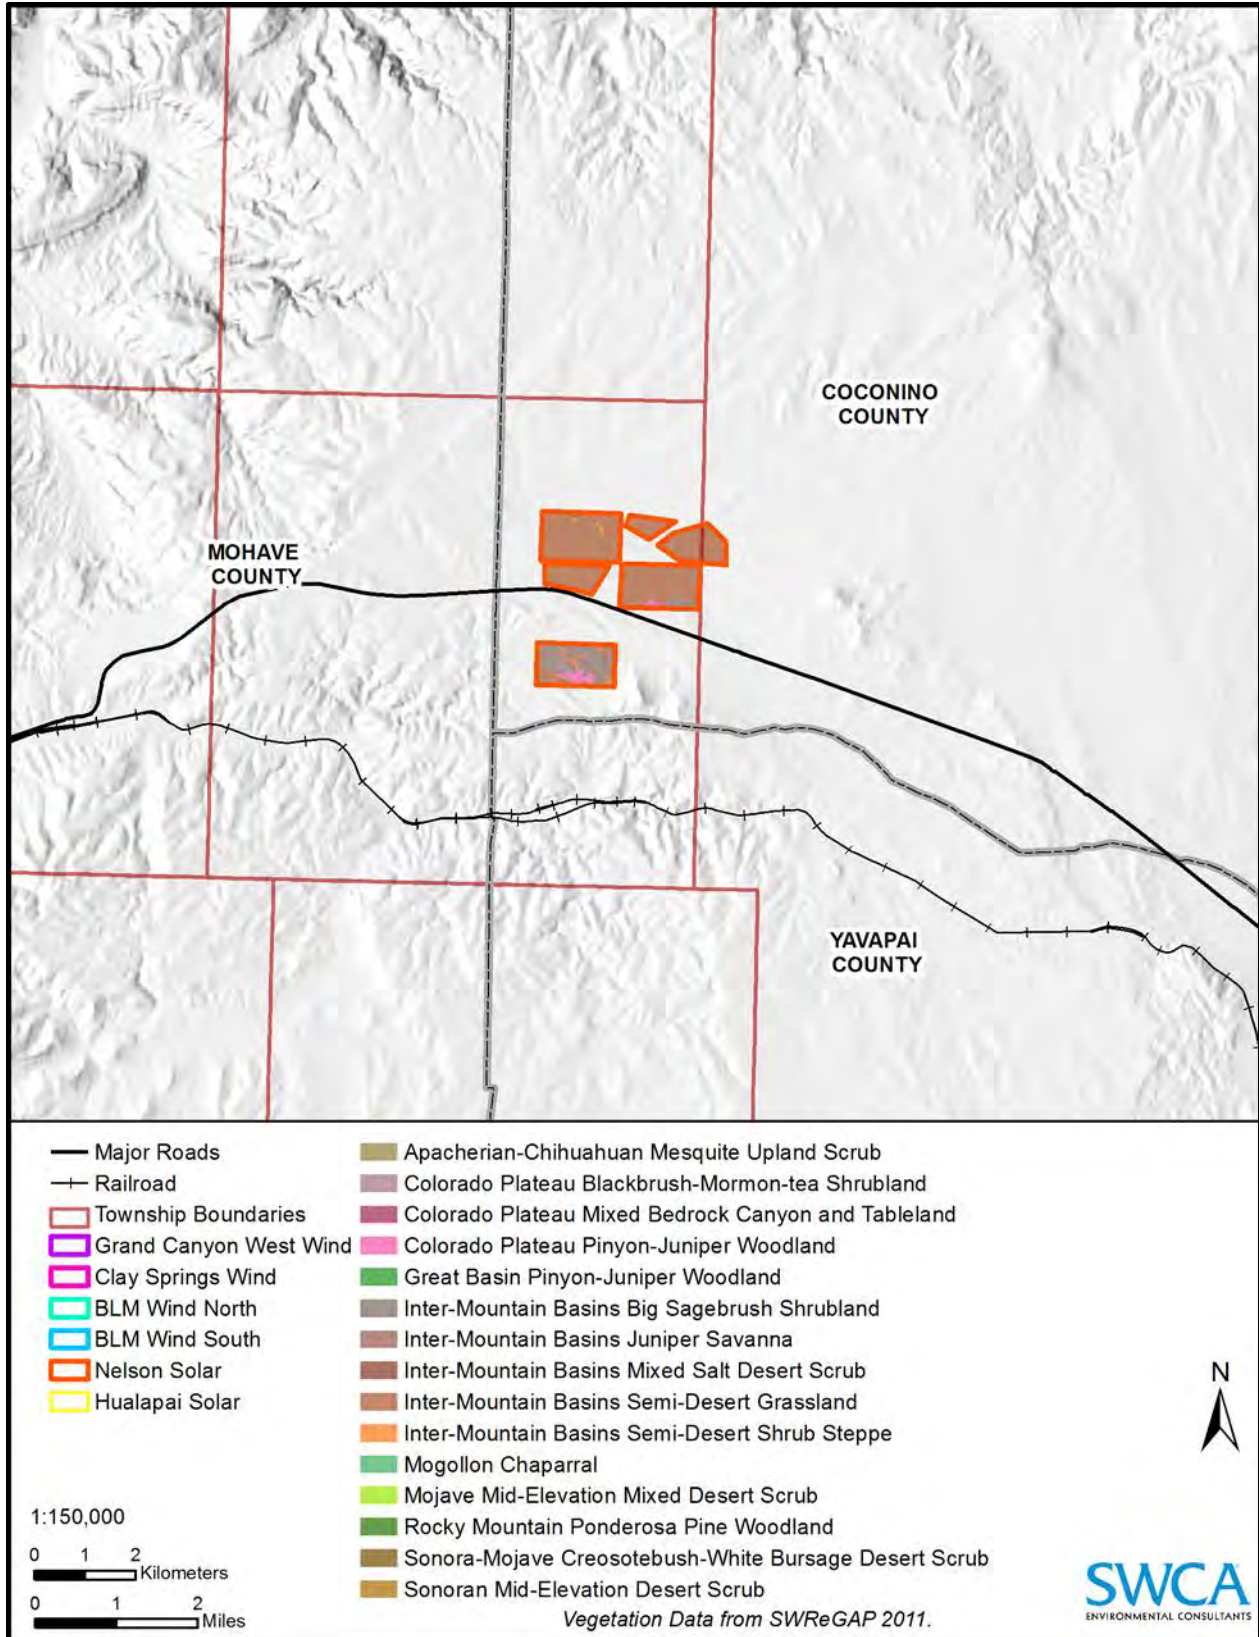 COCONINO
COUNTY
MOHAVE
COUNTY
YAVAPAI
COUNTY
Major Roads
Railroad
Township Boundaries
Grand Canyon West Wind
Clay Springs Wind
BLM Wind North
BLM Wind South
Nelson Solar
Hualapai Solar
Apacherian-Chihuahuan Mesquite Upland Scrub
Colorado Plateau Blackbrush-Mormon-tea Shrubland
Colorado Plateau Mixed Bedrock Canyon and Tableland
Colorado Plateau Pinyon-Juniper Woodland
Great Basin Pinyon-Juniper Woodland
Inter-Mountain Basins Big Sagebrush Shrubland
Inter-Mountain Basins Juniper Savanna
Inter-Mountain Basins Mixed Salt Desert Scrub
Inter-Mountain Basins Semi-Desert Grassland
Inter-Mountain Basins Semi-Desert Shrub Steppe
Mogollon Chaparral
Mojave Mid-Elevation Mixed Desert Scrub
Rocky Mountain Ponderosa Pine Woodland
Sonora-Mojave Creosotebush-White Bursage Desert Scrub
Sonoran Mid-Elevation Desert Scrub
N
1:150,000
0 1 2
Kilometers
0 1 2
Miles
Vegetation Data from SWReGAP 2011.
SWCA
ENVIRONMENTAL CONSULTANTS